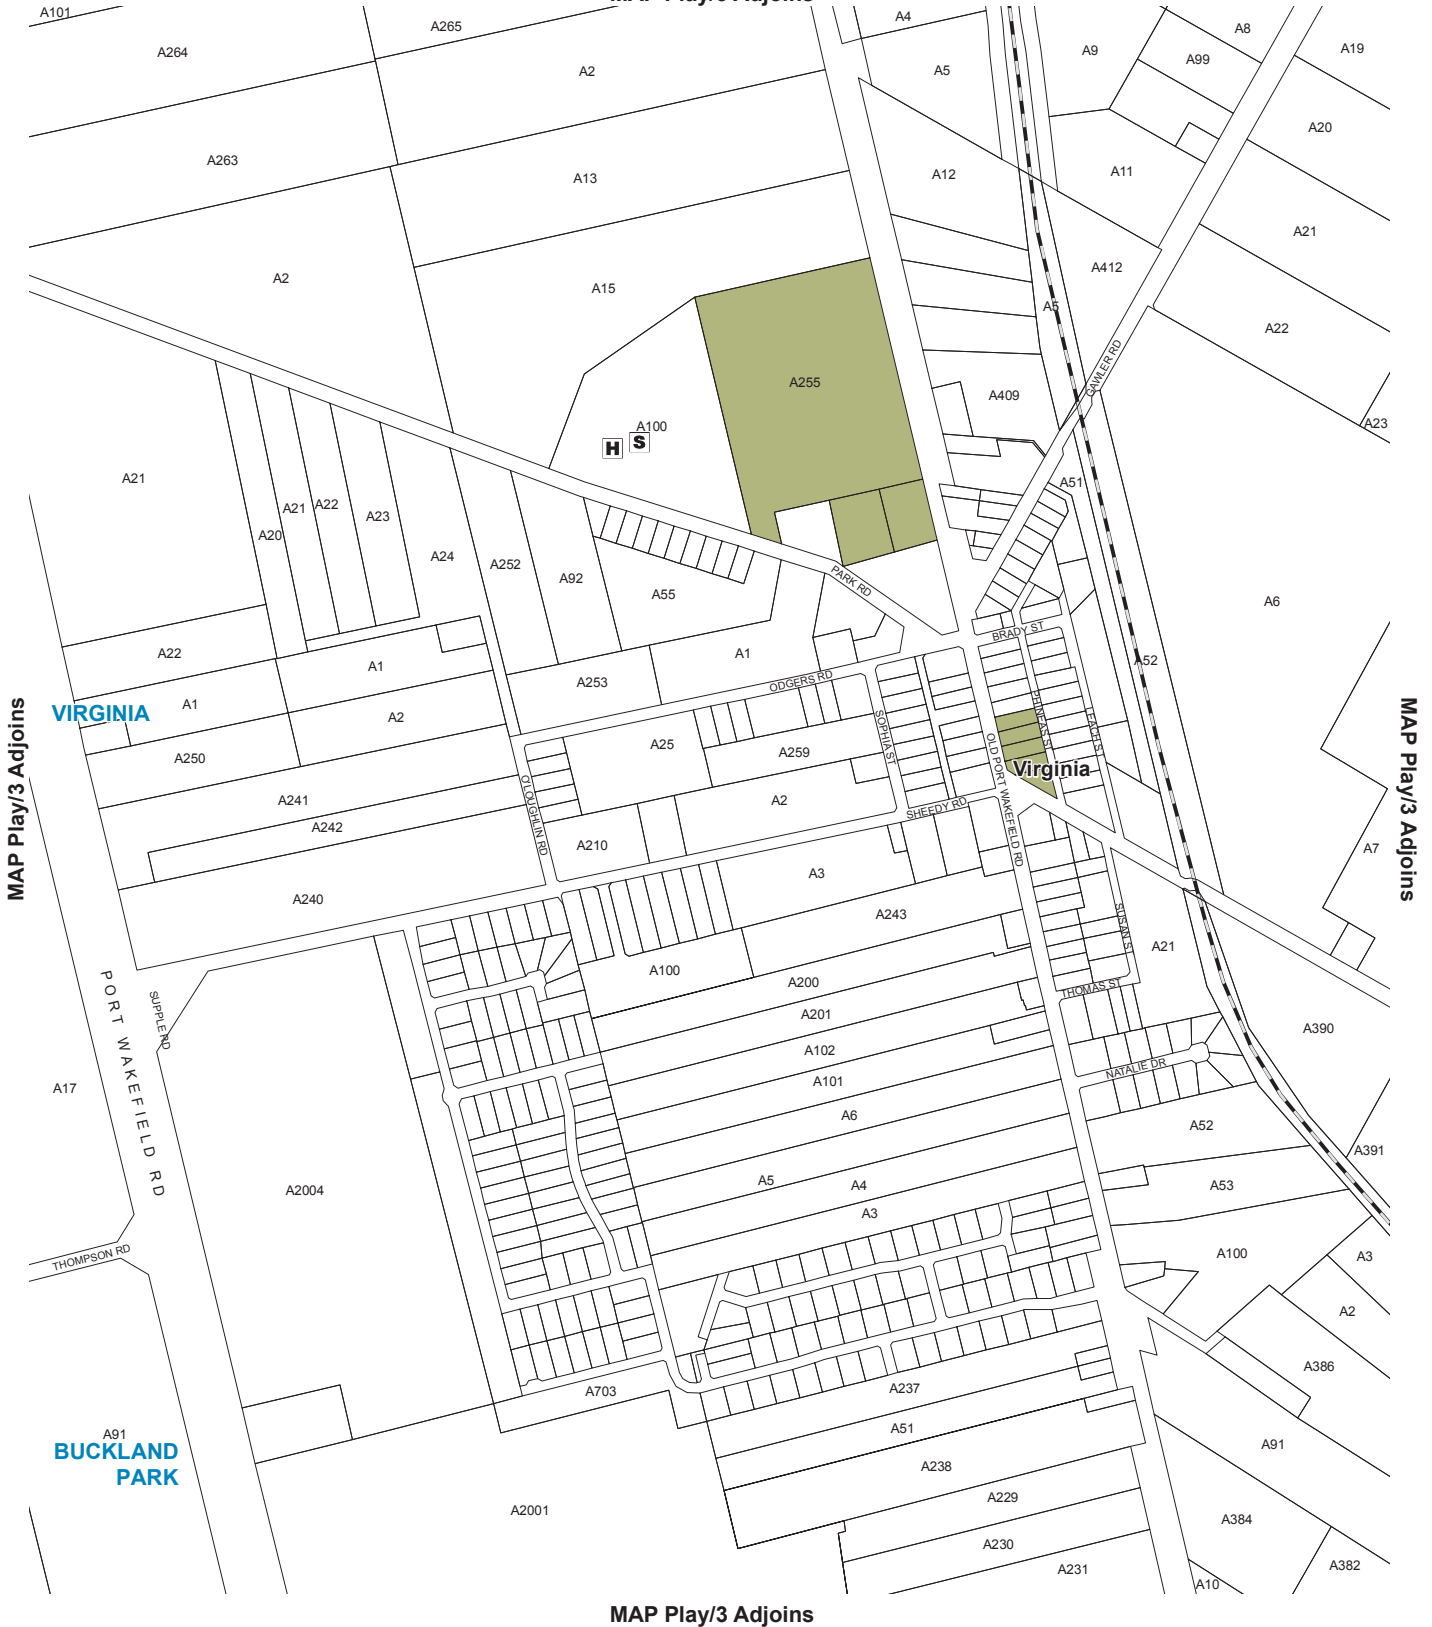 A101
A264
A265
A2
A4
A5
A9
A8
A99
A19
A20
A263
A13
A12
A11
A21
A2
A15
A412
A5
A22
A255
A409
GAWLER RD
A23
A100
H S
A21
A20
A21
A22
A23
A24
A252
A92
A55
A51
PARK RD
A6
BRADY ST
A22
A1
A1
A253
A1
A52
ODGERS RD
VIRGINIA
A2
A250
A25
A259
SOPHIA ST
OLD PORT WAKEFIELD RD
PHINEAS ST
LEACH ST
Virginia
A241
A242
O'LOUGHLIN RD
A2
SHEEDY RD
A210
A7
MAP Play/3 Adjoins
MAP Play/3 Adjoins
A240
A3
A243
SUSAN ST
A21
A100
A200
THOMAS ST
A201
A390
PORT WAKEFIELD RD
SUPPLE RD
A102
A101
NATALIE DR
A17
A6
A52
A391
A5
A4
A53
A2004
A3
THOMPSON RD
A100
A3
A2
A386
A703
A237
A51
A91
BUCKLAND
PARK
A91
A238
A229
A2001
A384
A230
A231
A382
A10
MAP Play/3 Adjoins